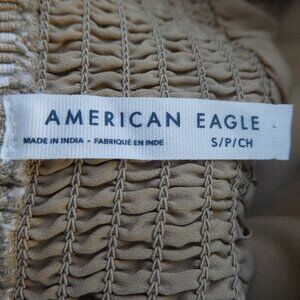 AMERICAN EAGLE
MADE IN INDIA • FABRIQUÉ EN INDE S/P/CH